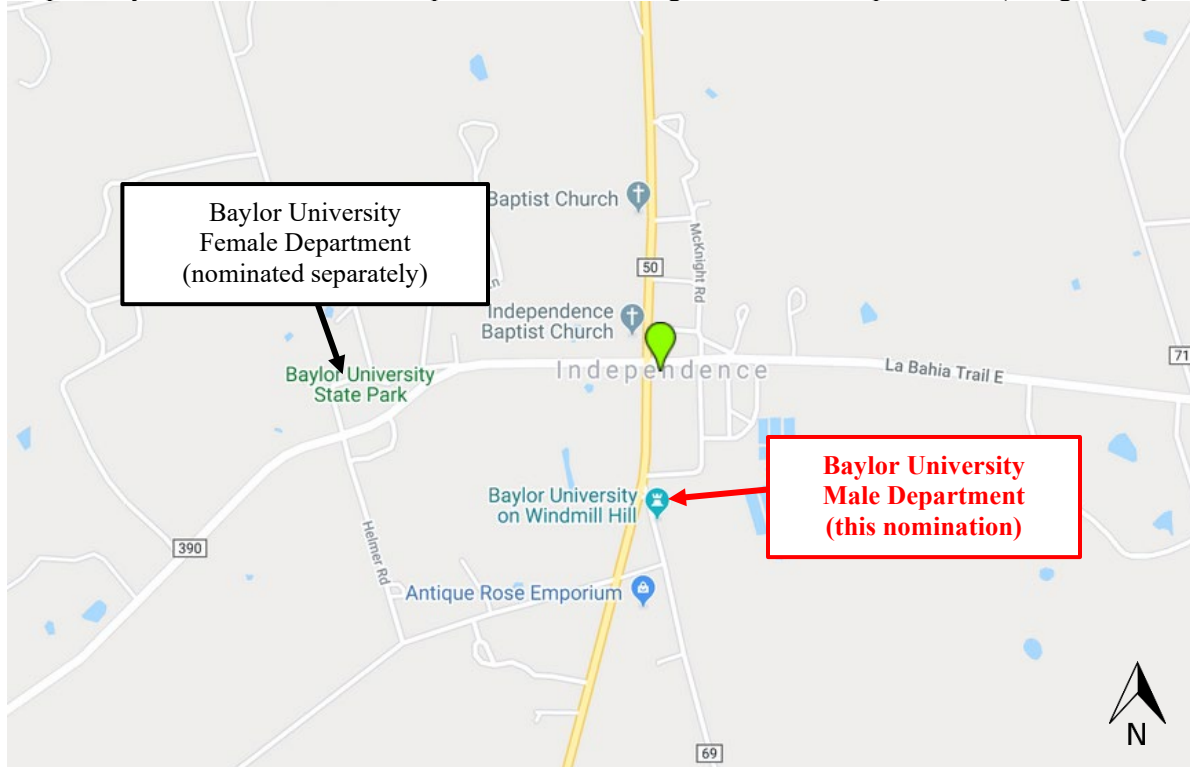 Baptist Church
McKnight Rd
Baylor University
Female Department
(nominated separately)
50
Independence
Baptist Church
Independence
La Bahia Trail E
71
Baylor University
State Park
Baylor University
Male Department
(this nomination)
Baylor University
on Windmill Hill
390
Helmer Rd
Antique Rose Emporium
69
N